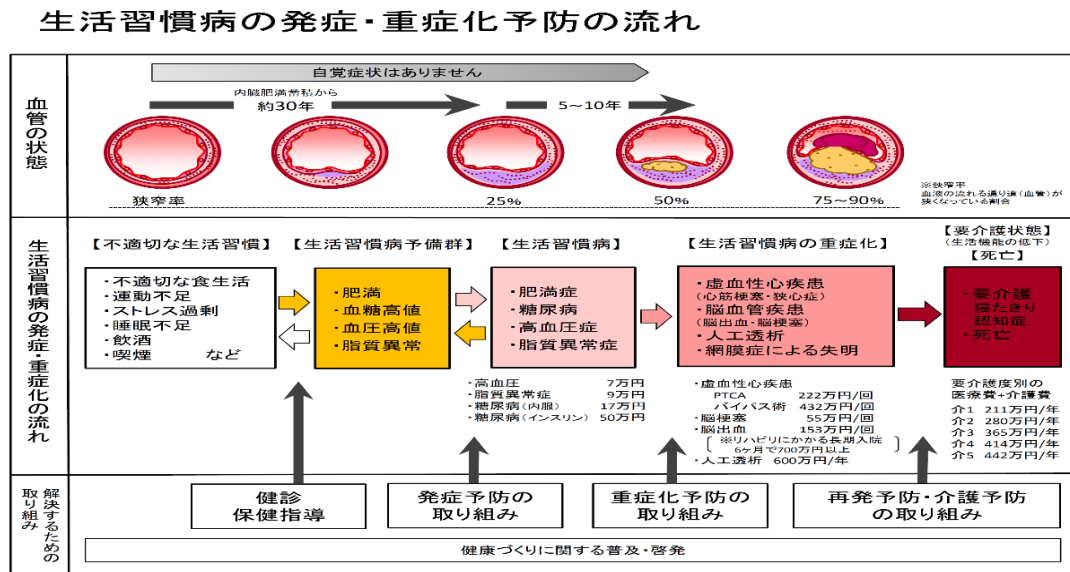 生活習慣病の発症・重症化予防の流れ
血管の状態
自覚症状はありません
内臓肥満蓄積から
約30年
5～10年
狭窄率
25%
50%
75～90%
※狭窄率
血液の流れる通り道(血管)が
狭くなっている割合
生活習慣病の発症・重症化の流れ
【不適切な生活習慣】
・不適切な食生活
・運動不足
・ストレス過剰
・睡眠不足
・飲酒
・喫煙 など
【生活習慣病予備群】
・肥満
・血糖高値
・血圧高値
・脂質異常
【生活習慣病】
・肥満症
・糖尿病
・高血圧症
・脂質異常症
・高血圧 7万円
・脂質異常症 9万円
・糖尿病(内服) 17万円
・糖尿病(インスリン) 50万円
【生活習慣病の重症化】
・虚血性心疾患
(心筋梗塞・狭心症)
・脳血管疾患
(脳出血・脳梗塞)
・人工透析
・網膜症による失明
・虚血性心疾患
PTCA 222万円/回
バイパス術 432万円/回
・脳梗塞 55万円/回
・脳出血 153万円/回
※リハビリにかかる長期入院
6ヶ月で700万円以上
・人工透析 600万円/年
【要介護状態】
(生活機能の低下)
【死亡】
・要介護
寝たきり
認知症
・死亡
要介護度別の
医療費+介護費
介1 211万円/年
介2 280万円/年
介3 365万円/年
介4 414万円/年
介5 442万円/年
解決するための
取り組み
健診
保健指導
発症予防の
取り組み
重症化予防の
取り組み
再発予防・介護予防
の取り組み
健康づくりに関する普及・啓発